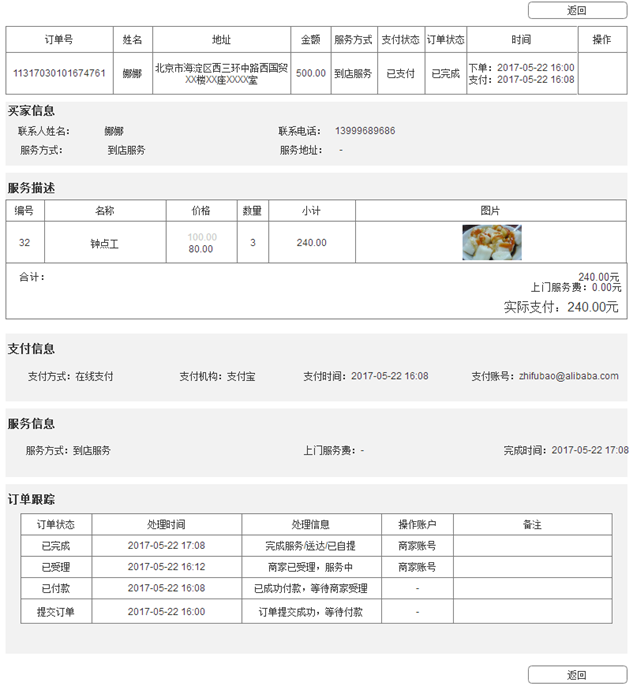 返回
订单号 姓名 地址 金额 服务方式 支付状态 订单状态 时间 操作
11317030101674761 娜娜 北京市海淀区西三环中路西国贸XX楼XX座XXXX室 500.00 到店服务 已支付 已完成 下单：2017-05-22 16:00 支付：2017-05-22 16:08
买家信息
联系人姓名： 娜娜 联系电话： 13999689686
服务方式： 到店服务 服务地址： -
服务描述
编号 名称 价格 数量 小计 图片
32 钟点工 100.00 80.00 3 240.00
合计： 240.00元
上门服务费：0.00元
实际支付：240.00元
支付信息
支付方式：在线支付 支付机构：支付宝 支付时间：2017-05-22 16:08 支付账号：zhifubao@alibaba.com
服务信息
服务方式：到店服务 上门服务费：- 完成时间：2017-05-22 17:08
订单跟踪
订单状态 处理时间 处理信息 操作账户 备注
已完成 2017-05-22 17:08 完成服务/送达/已自提 商家账号
已受理 2017-05-22 16:12 商家已受理，服务中 商家账号
已付款 2017-05-22 16:08 已成功付款，等待商家受理 -
提交订单 2017-05-22 16:00 订单提交成功，等待付款 -
返回